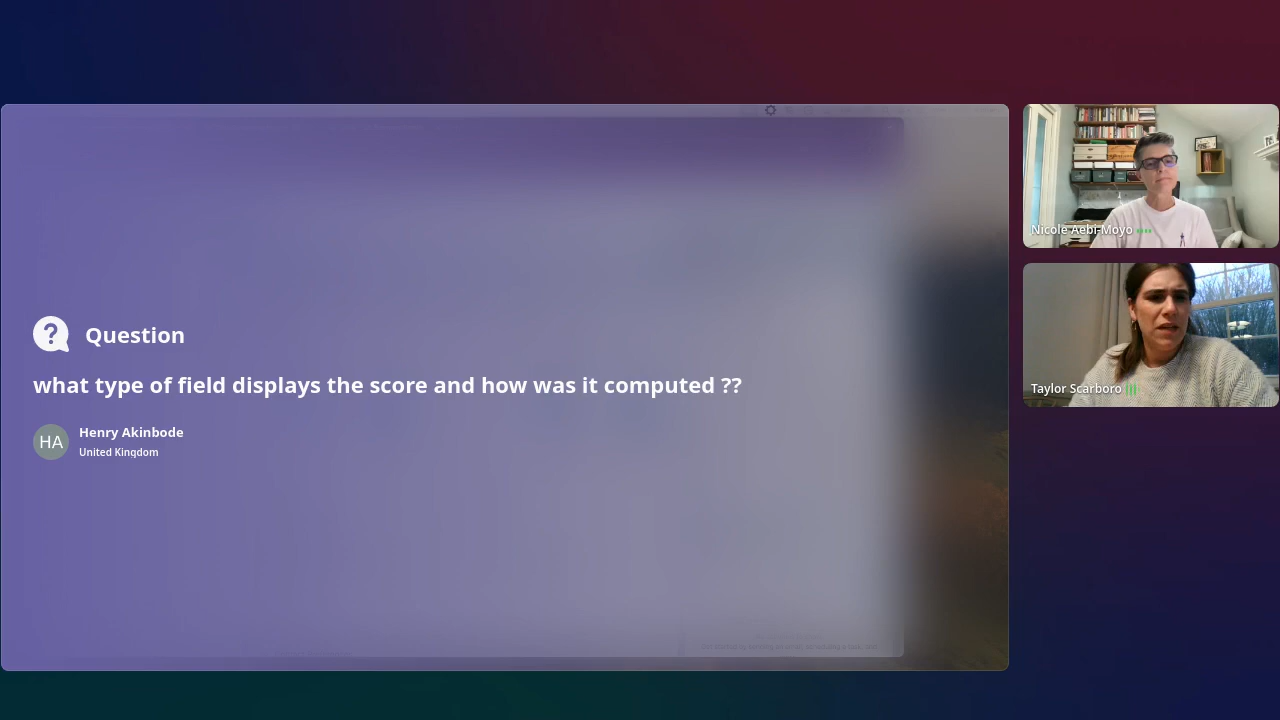 Question
what type of field displays the score and how was it computed ??
HA
Henry Akinbode
United Kingdom
Nicole Aebi-Moyo
Taylor Scarboro